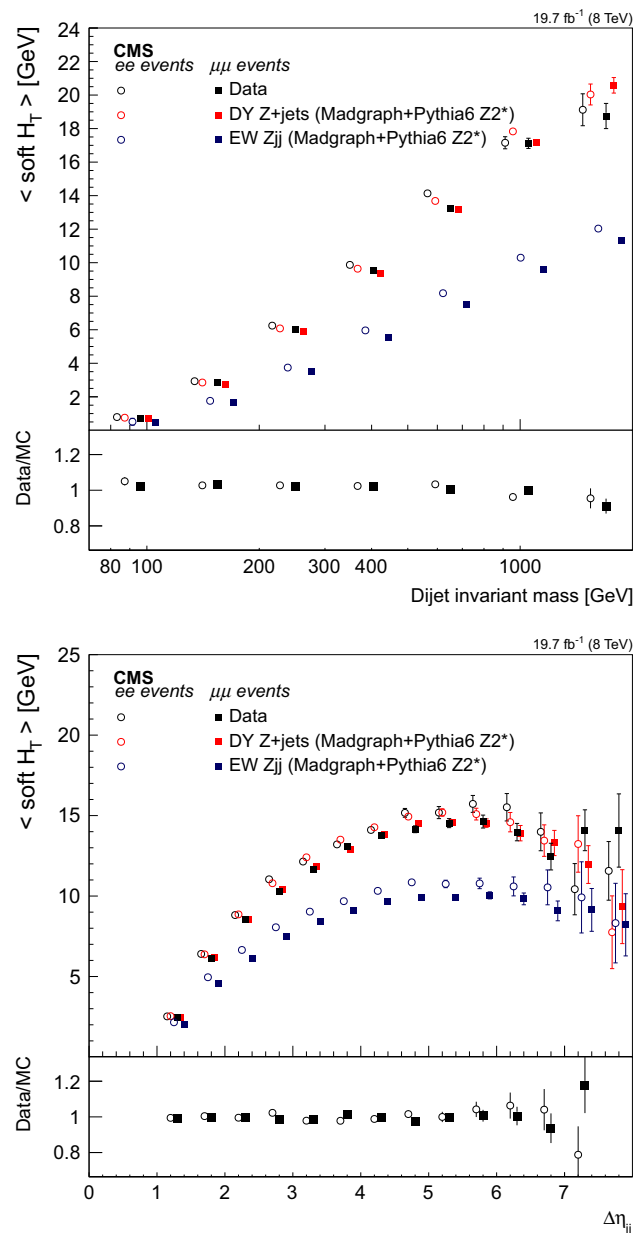 19.7 fb⁻¹ (8 TeV)
< soft H_T > [GeV]
24
22
20
18
16
14
12
10
8
6
4
2
CMS
ee events μμ events
Data
DY Z+jets (Madgraph+Pythia6 Z2*)
EW Zjj (Madgraph+Pythia6 Z2*)
Data/MC
1.2
1
0.8
80 100 200 300 400 1000
Dijet invariant mass [GeV]
19.7 fb⁻¹ (8 TeV)
< soft H_T > [GeV]
25
20
15
10
5
CMS
ee events μμ events
Data
DY Z+jets (Madgraph+Pythia6 Z2*)
EW Zjj (Madgraph+Pythia6 Z2*)
Data/MC
1.2
1
0.8
0 1 2 3 4 5 6 7
Δη_jj